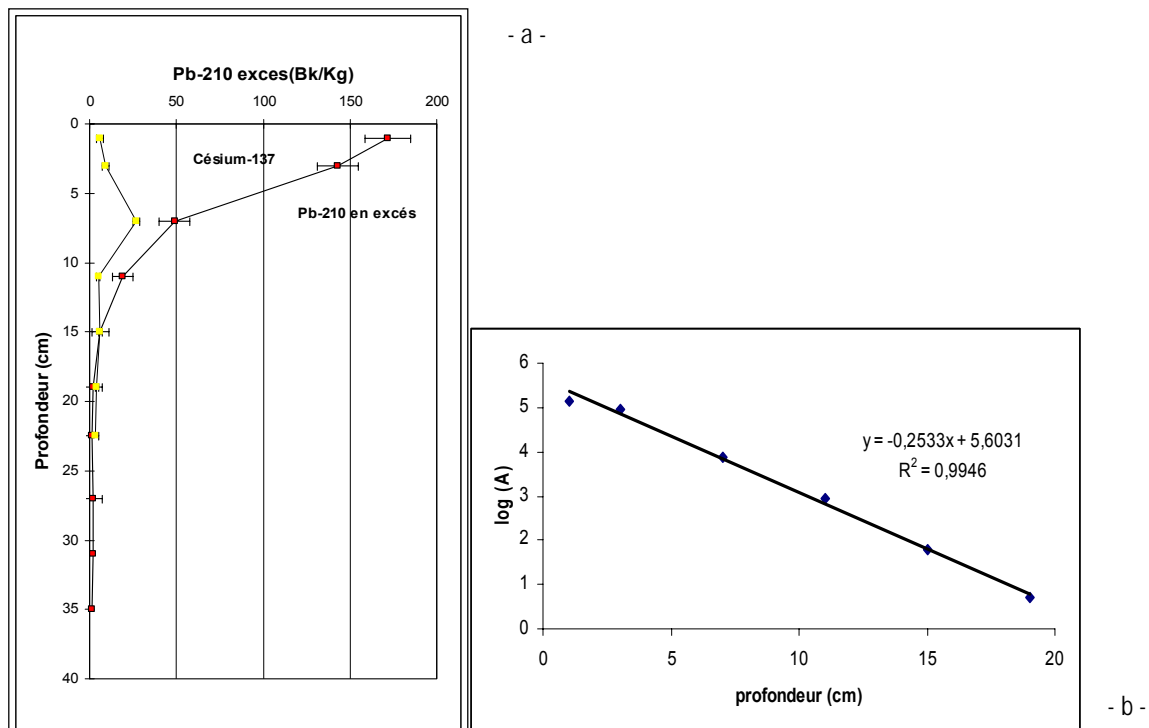 - a -
Pb-210 exces(Bk/Kg)
0 50 100 150 200
0
5
10
15
20
25
30
35
40
Profondeur (cm)
Césium-137
Pb-210 en excés
6
5
4
3
2
1
0
log (A)
y = -0,2533x + 5,6031
R² = 0,9946
0 5 10 15 20
profondeur (cm)
- b -